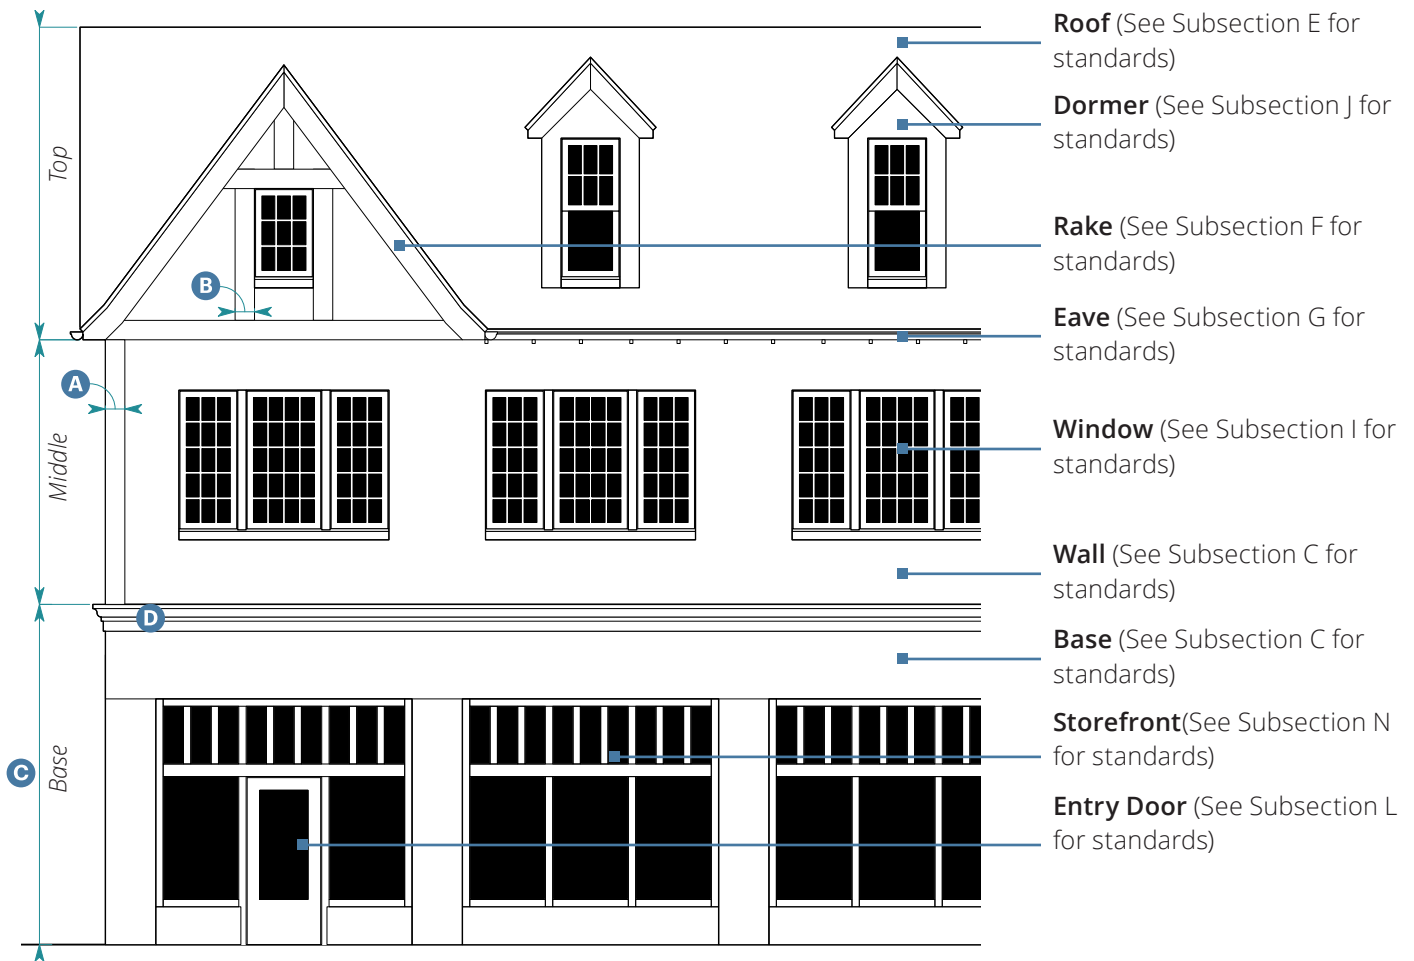 Roof (See Subsection E for
standards)
Dormer (See Subsection J for
standards)
Top
Rake (See Subsection F for
standards)
B
Eave (See Subsection G for
standards)
A
Middle
Window (See Subsection I for
standards)
Wall (See Subsection C for
standards)
D
Base (See Subsection C for
standards)
Storefront(See Subsection N
for standards)
C
Base
Entry Door (See Subsection L
for standards)